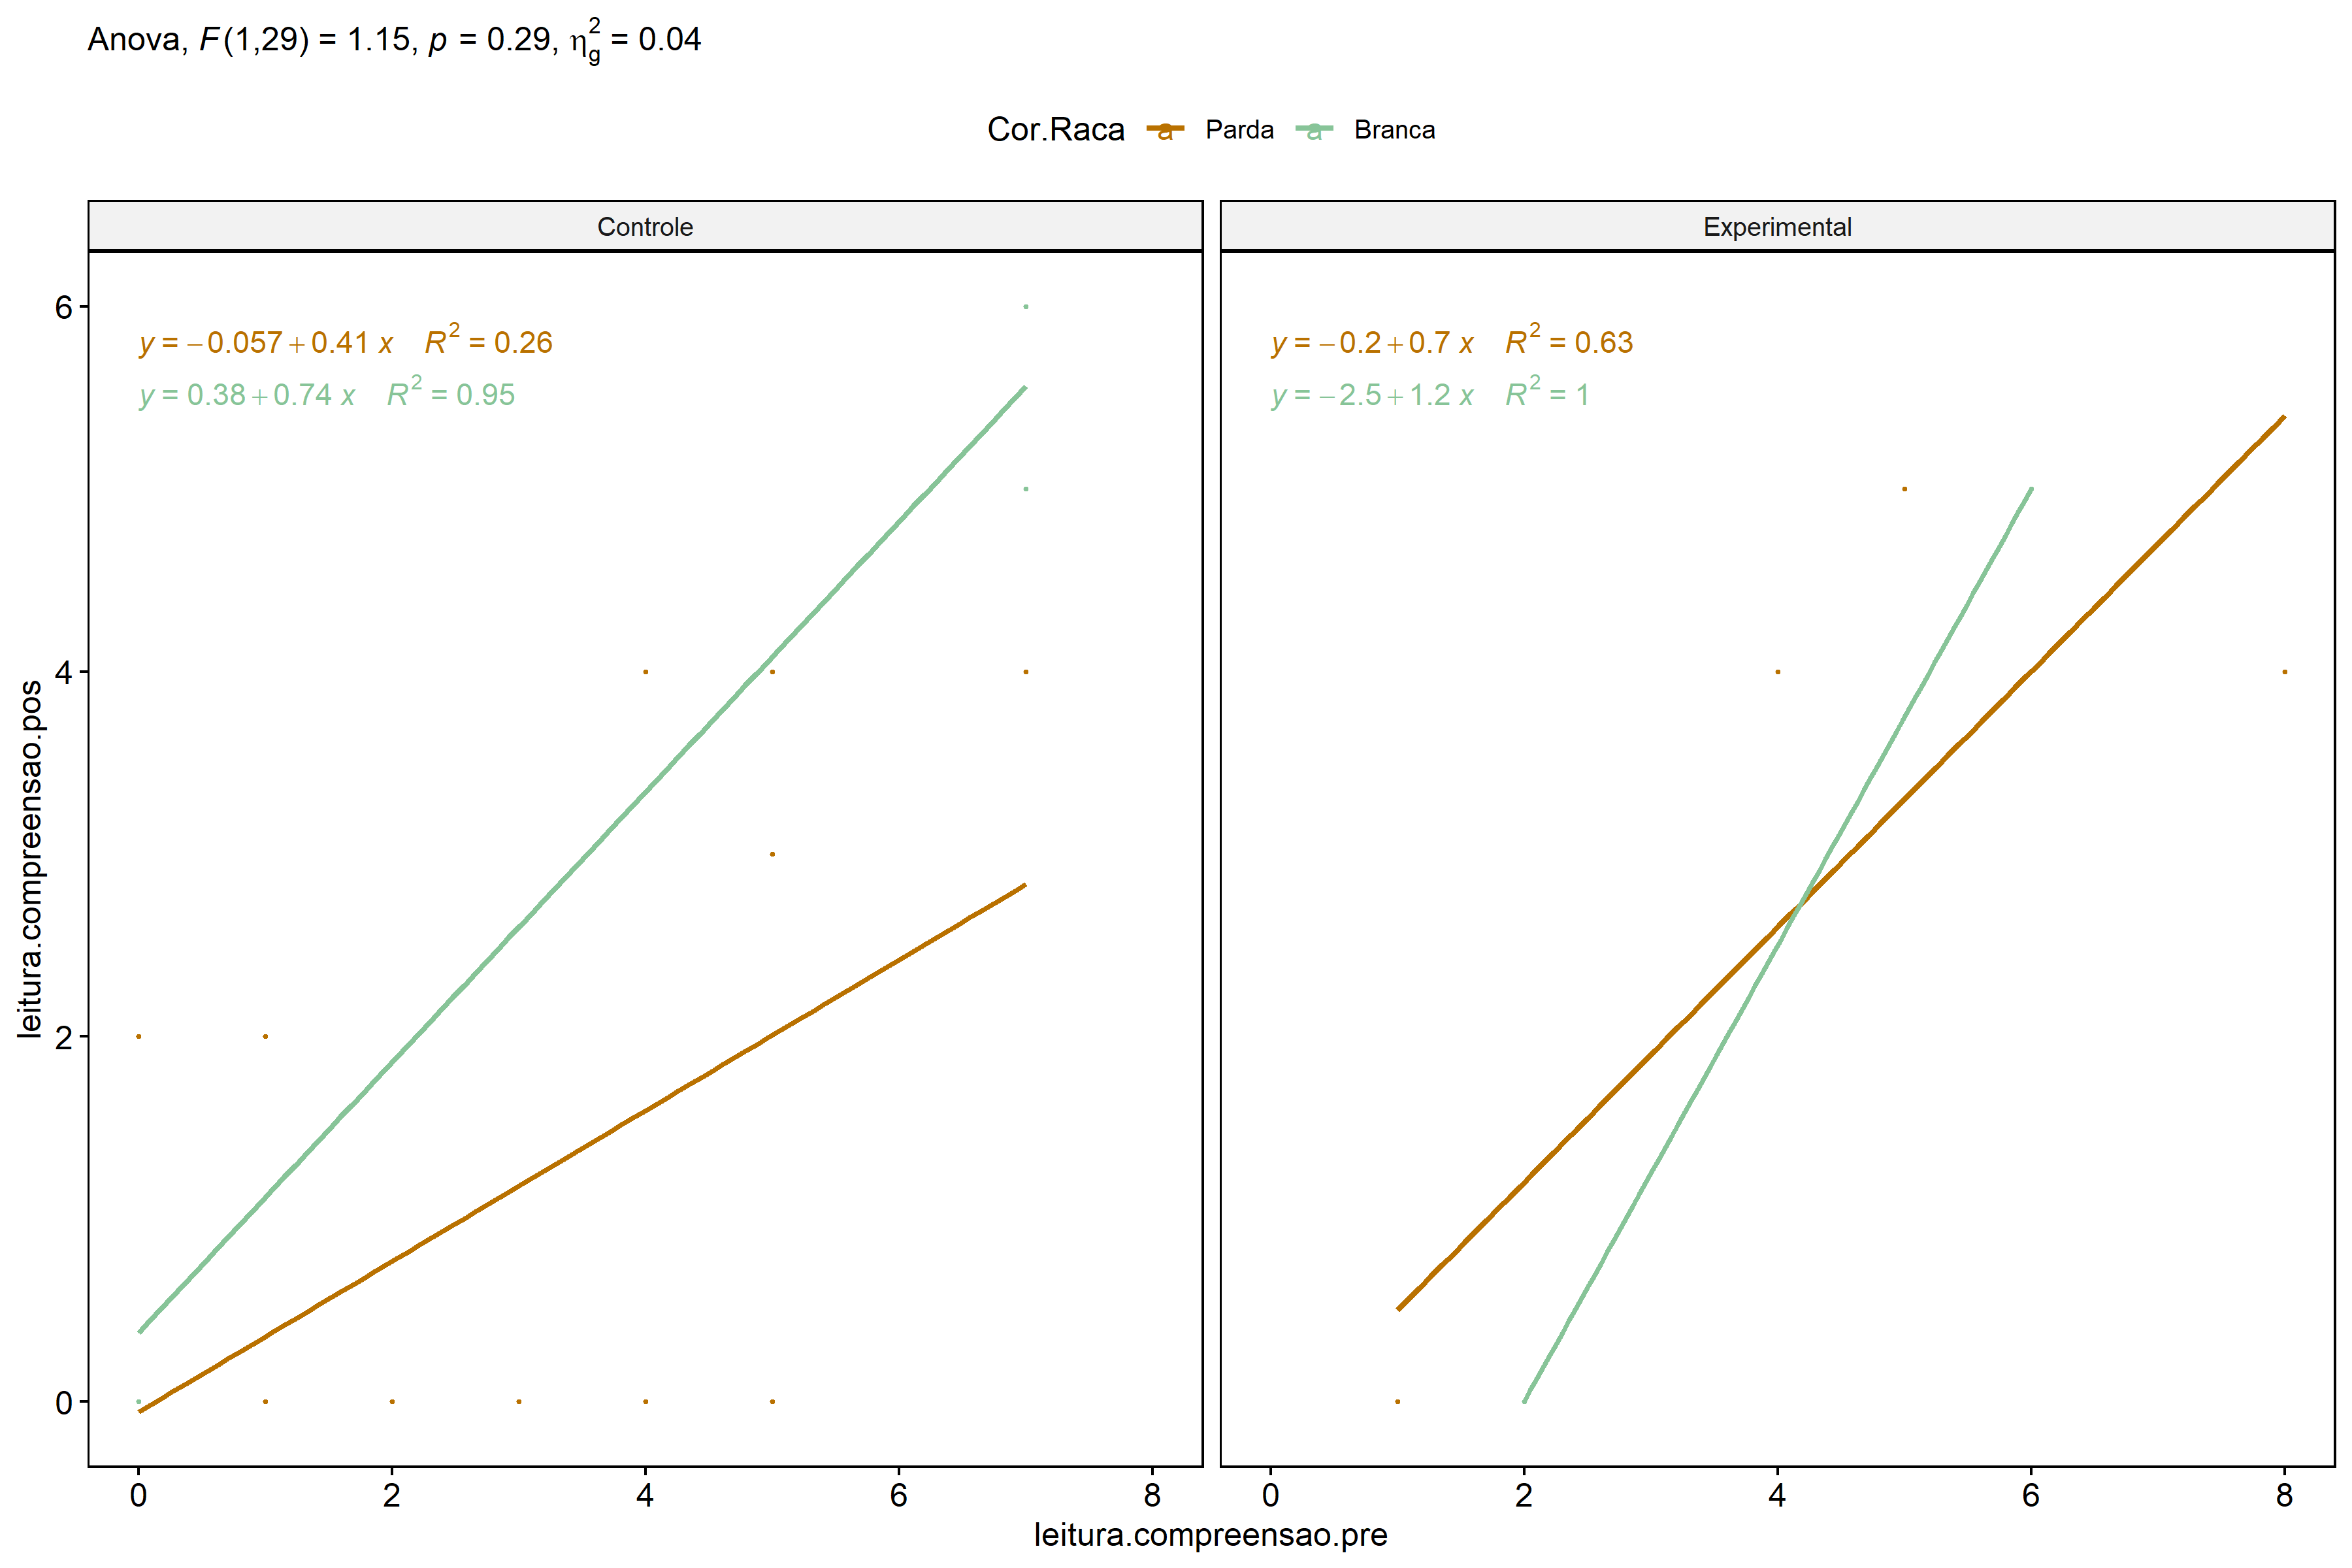 Anova, F(1,29) = 1.15, p = 0.29, η²g = 0.04
Cor.Raca a Parda a Branca
Controle
Experimental
y = −0.057 + 0.41 x R² = 0.26
y = 0.38 + 0.74 x R² = 0.95
y = −0.2 + 0.7 x R² = 0.63
y = −2.5 + 1.2 x R² = 1
leitura.compreensao.pos
6
4
2
0
0 2 4 6 8
0 2 4 6 8
leitura.compreensao.pre